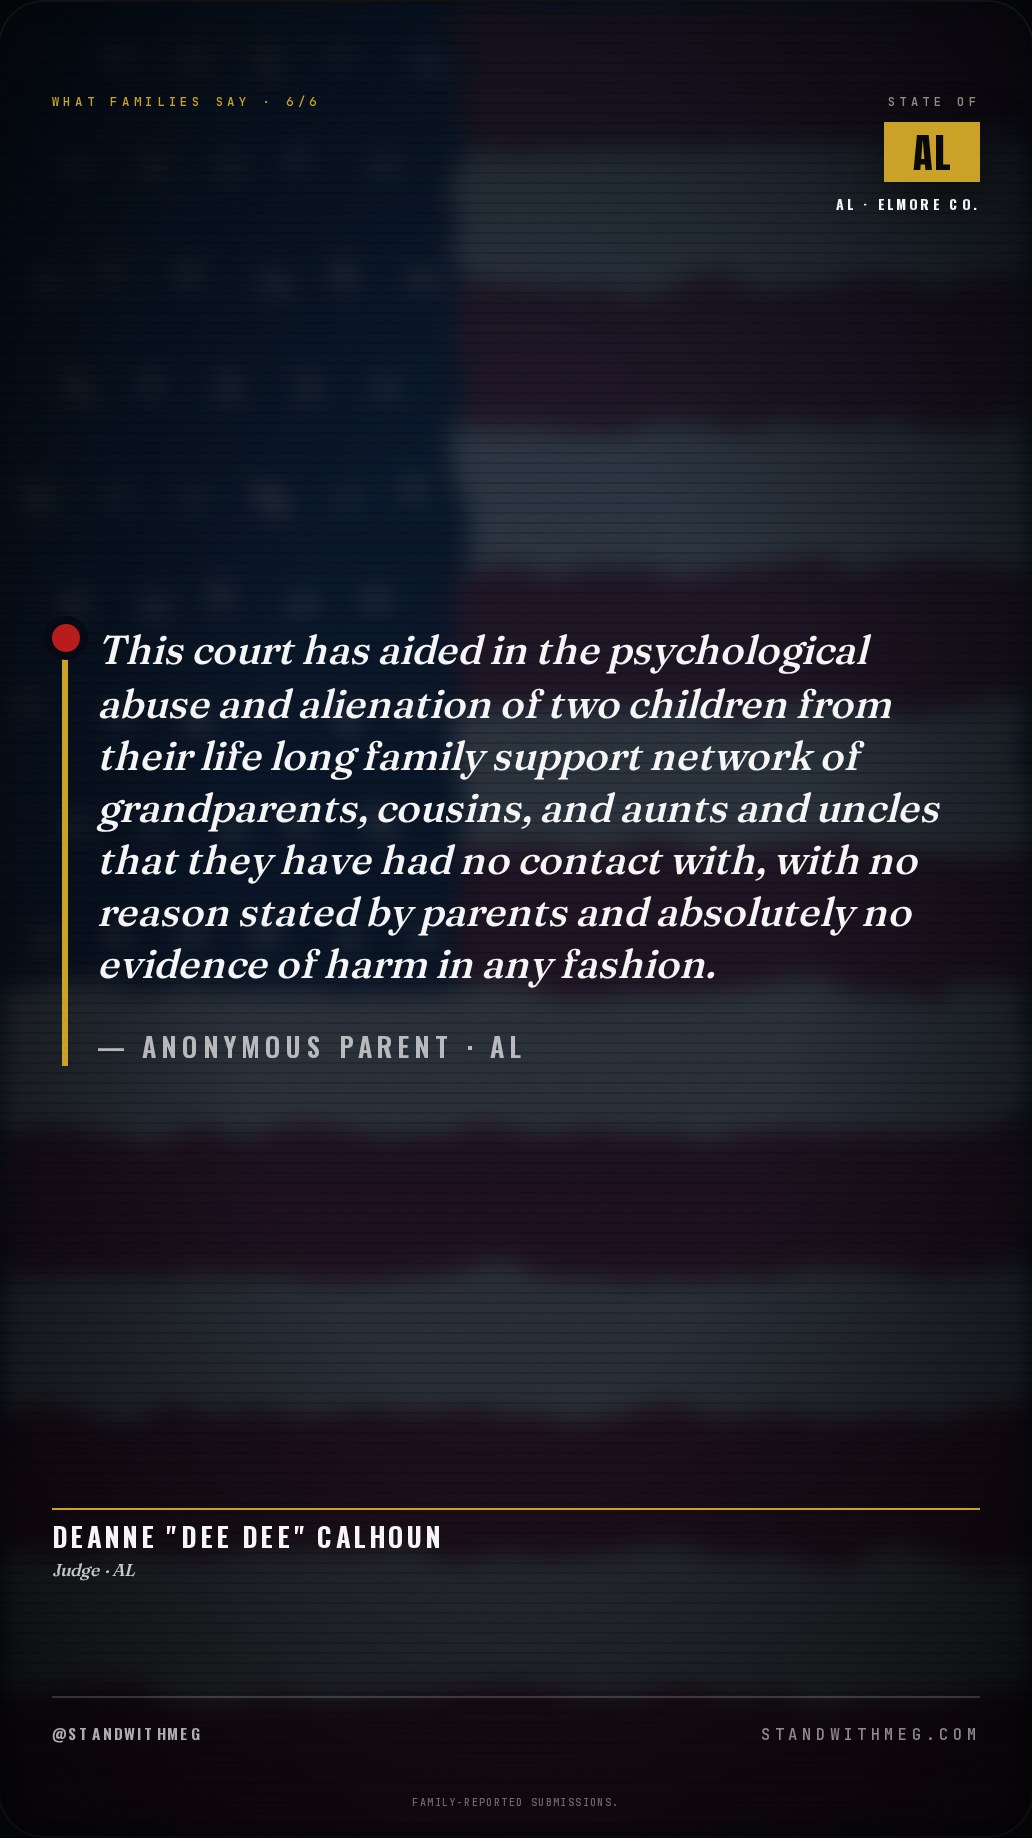 WHAT FAMILIES SAY · 6/6
STATE OF
AL
AL · ELMORE CO.
This court has aided in the psychological
abuse and alienation of two children from
their life long family support network of
grandparents, cousins, and aunts and uncles
that they have had no contact with, with no
reason stated by parents and absolutely no
evidence of harm in any fashion.
— ANONYMOUS PARENT · AL
DEANNE "DEE DEE" CALHOUN
Judge · AL
@STANDWITHMEG
STANDWITHMEG.COM
FAMILY-REPORTED SUBMISSIONS.